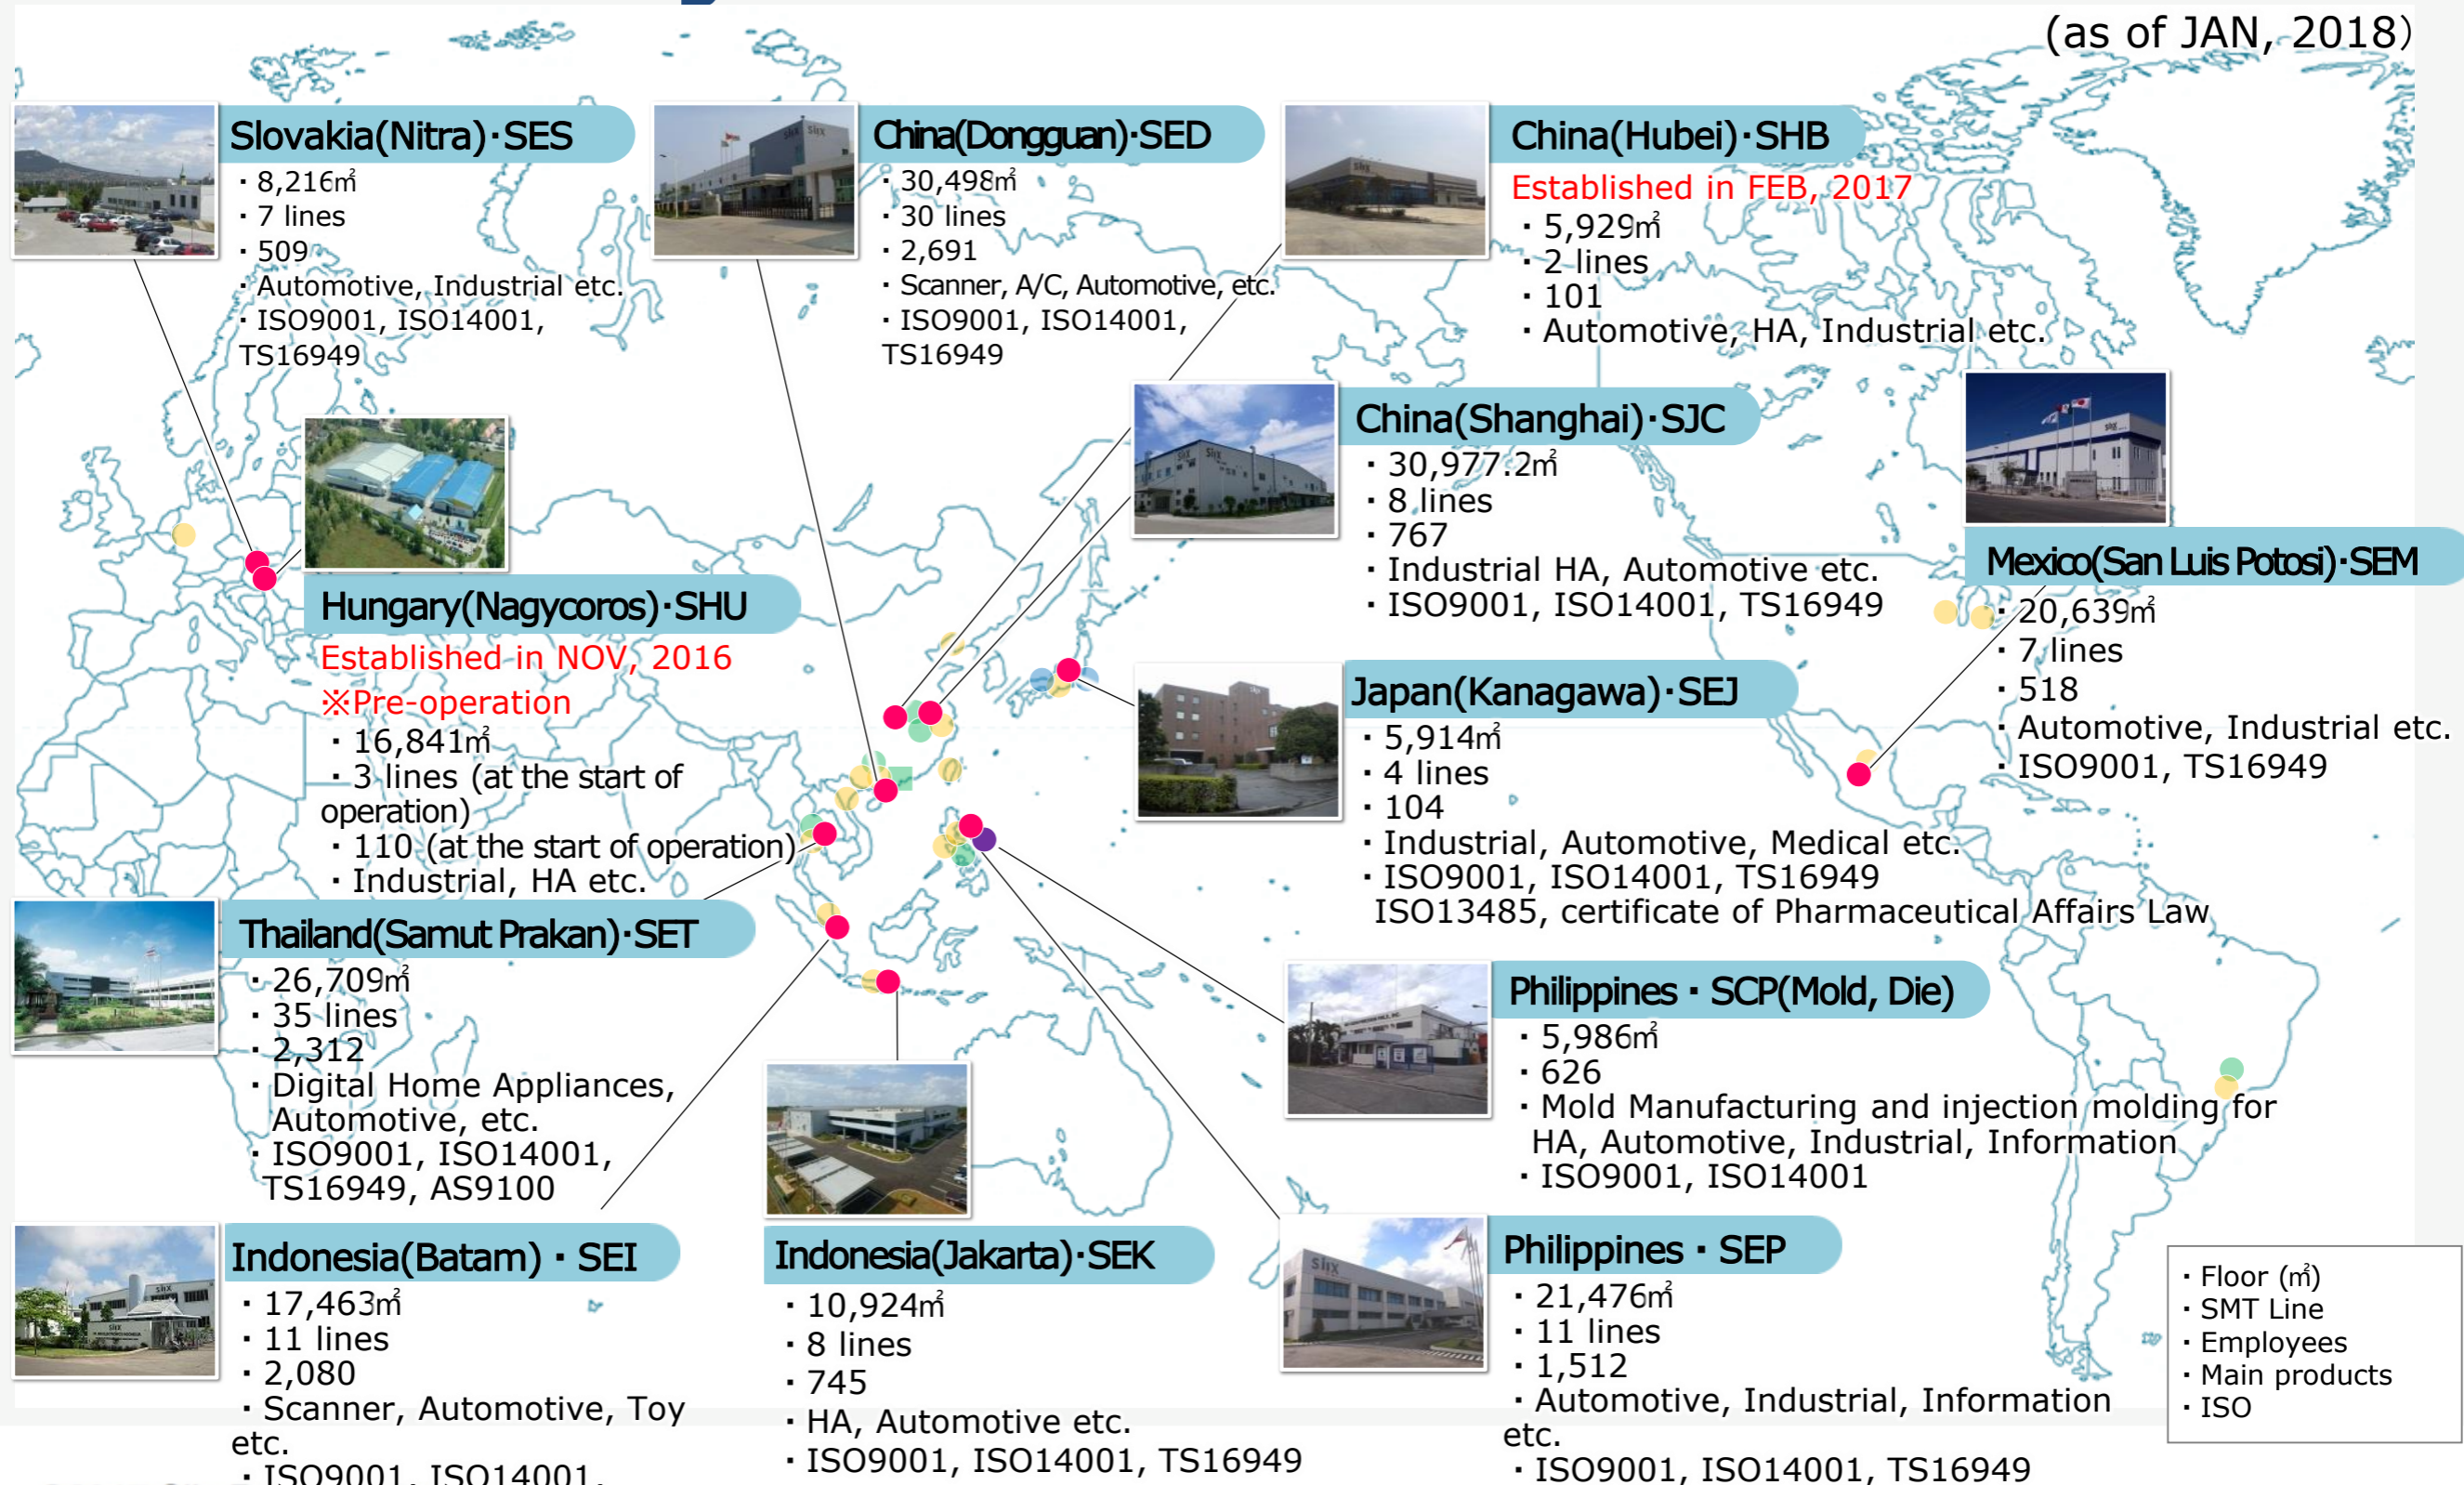 (as of JAN, 2018）
Slovakia(Nitra)･SES
･8,216㎡
･7 lines
･509
･Automotive, Industrial etc.
･ISO9001, ISO14001,
TS16949
China(Dongguan)･SED
･30,498㎡
･30 lines
･2,691
･Scanner, A/C, Automotive, etc.
･ISO9001, ISO14001,
TS16949
China(Hubei)･SHB
Established in FEB, 2017
･5,929㎡
･2 lines
･101
･Automotive, HA, Industrial etc.
China(Shanghai)･SJC
･30,977.2㎡
･8 lines
･767
･Industrial HA, Automotive etc.
･ISO9001, ISO14001, TS16949
Mexico(San Luis Potosi)･SEM
･20,639㎡
･7 lines
･518
･Automotive, Industrial etc.
･ISO9001, TS16949
Hungary(Nagycoros)･SHU
Established in NOV, 2016
※Pre-operation
･16,841㎡
･3 lines (at the start of
operation)
･110 (at the start of operation)
･Industrial, HA etc.
Japan(Kanagawa)･SEJ
･5,914㎡
･4 lines
･104
･Industrial, Automotive, Medical etc.
･ISO9001, ISO14001, TS16949
ISO13485, certificate of Pharmaceutical Affairs Law
Thailand(Samut Prakan)･SET
･26,709㎡
･35 lines
･2,312
･Digital Home Appliances,
Automotive, etc.
･ISO9001, ISO14001,
TS16949, AS9100
Philippines･SCP(Mold, Die)
･5,986㎡
･626
･Mold Manufacturing and injection molding for
HA, Automotive, Industrial, Information
･ISO9001, ISO14001
Indonesia(Batam)･SEI
･17,463㎡
･11 lines
･2,080
･Scanner, Automotive, Toy
etc.
･ISO9001, ISO14001,
Indonesia(Jakarta)･SEK
･10,924㎡
･8 lines
･745
･HA, Automotive etc.
･ISO9001, ISO14001, TS16949
Philippines･SEP
･21,476㎡
･11 lines
･1,512
･Automotive, Industrial, Information
etc.
･ISO9001, ISO14001, TS16949
･Floor (㎡)
･SMT Line
･Employees
･Main products
･ISO